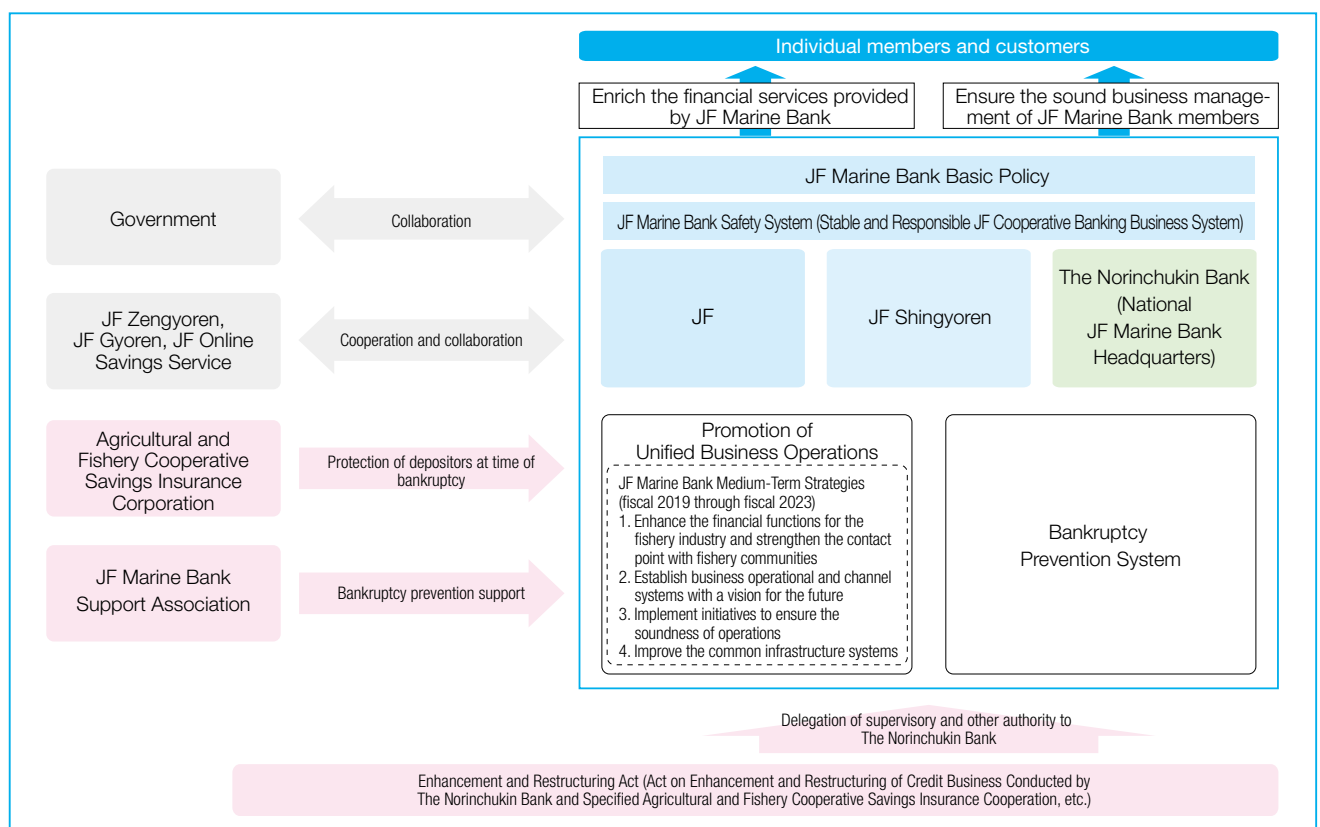 Individual members and customers
Enrich the financial services provided
by JF Marine Bank
Ensure the sound business manage-
ment of JF Marine Bank members
JF Marine Bank Basic Policy
JF Marine Bank Safety System (Stable and Responsible JF Cooperative Banking Business System)
Government
Collaboration
JF
JF Shingyoren
The Norinchukin Bank
(National
JF Marine Bank
Headquarters)
JF Zengyoren,
JF Gyoren, JF Online
Savings Service
Cooperation and collaboration
Agricultural and
Fishery Cooperative
Savings Insurance
Corporation
Protection of depositors at time of
bankruptcy
Promotion of
Unified Business Operations
JF Marine Bank Medium-Term Strategies
(fiscal 2019 through fiscal 2023)
1. Enhance the financial functions for the
fishery industry and strengthen the contact
point with fishery communities
2. Establish business operational and channel
systems with a vision for the future
3. Implement initiatives to ensure the
soundness of operations
4. Improve the common infrastructure systems
Bankruptcy
Prevention System
JF Marine Bank
Support Association
Bankruptcy prevention support
Delegation of supervisory and other authority to
The Norinchukin Bank
Enhancement and Restructuring Act (Act on Enhancement and Restructuring of Credit Business Conducted by
The Norinchukin Bank and Specified Agricultural and Fishery Cooperative Savings Insurance Cooperation, etc.)